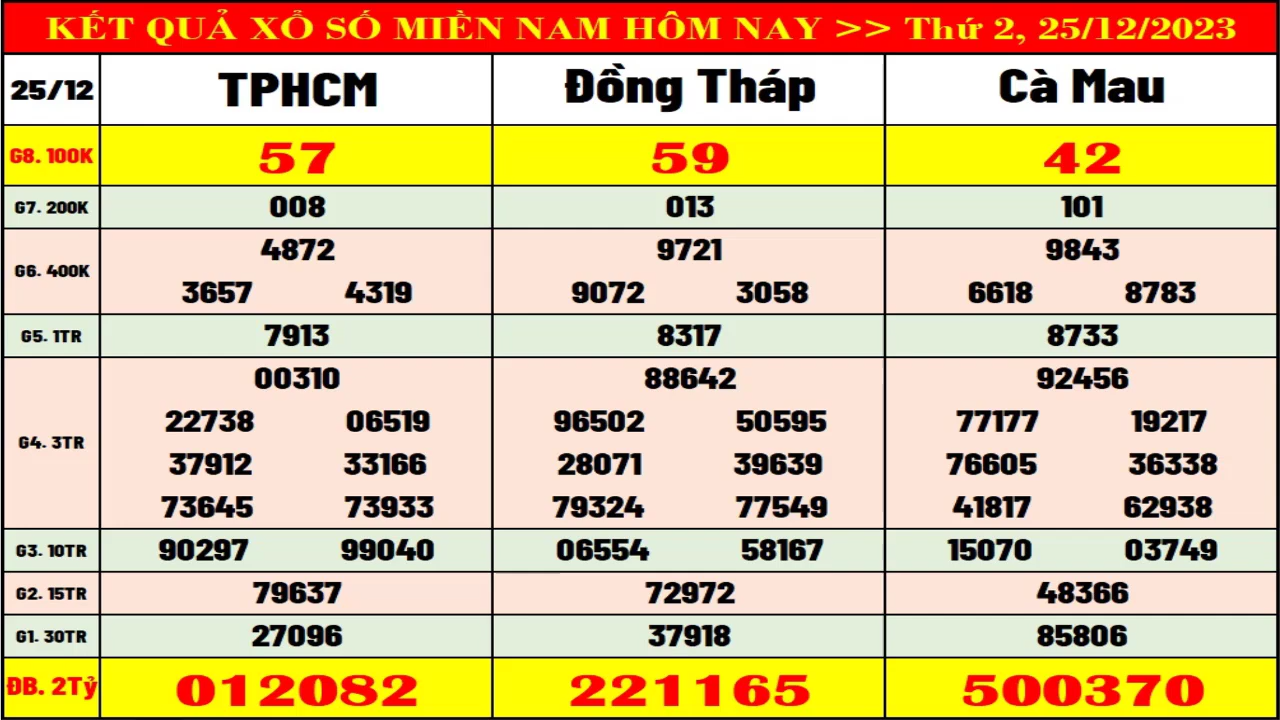 KẾT QUẢ XỔ SỐ MIỀN NAM HÔM NAY >> Thứ 2, 25/12/2023
25/12 TPHCM Đồng Tháp Cà Mau
G8. 100K 57 59 42
G7. 200K 008 013 101
4872 9721 9843
G6. 400K
3657 4319 9072 3058 6618 8783
G5. 1TR 7913 8317 8733
00310 88642 92456
22738 06519 96502 50595 77177 19217
G4. 3TR
37912 33166 28071 39639 76605 36338
73645 73933 79324 77549 41817 62938
G3. 10TR 90297 99040 06554 58167 15070 03749
G2. 15TR 79637 72972 48366
G1. 30TR 27096 37918 85806
ĐB. 2Tỷ 012082 221165 500370